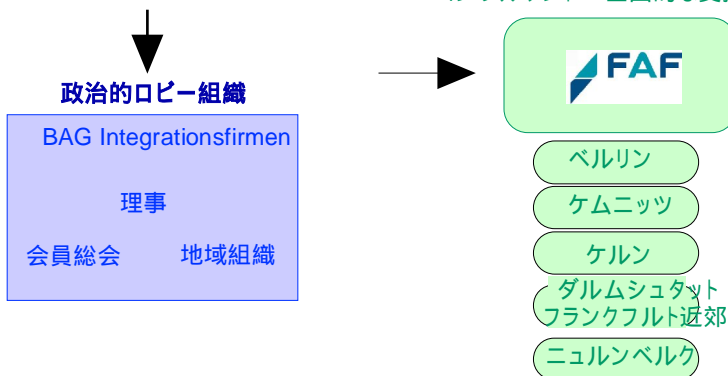 政治的ロビー組織
BAG Integrationsfirmen
理事
会員総会 地域組織
FAF
ベルリン
ケムニッツ
ケルン
ダルムシュタット
フランクフルト近郊
ニュルンベルク